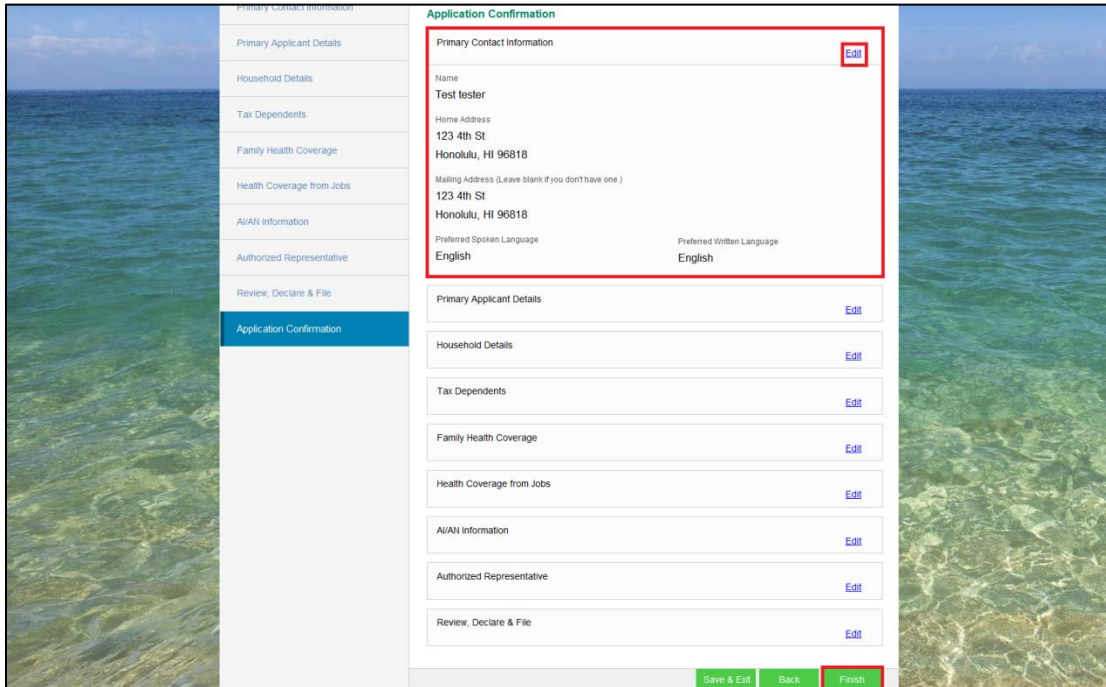 Primary Contact Information
Primary Applicant Details
Household Details
Tax Dependents
Family Health Coverage
Health Coverage from Jobs
AI/AN Information
Authorized Representative
Review, Declare & File
Application Confirmation
Application Confirmation
Primary Contact Information
Edit
Name
Test tester
Home Address
123 4th St
Honolulu, HI 96818
Mailing Address (Leave blank if you don't have one.)
123 4th St
Honolulu, HI 96818
Preferred Spoken Language
English
Preferred Written Language
English
Primary Applicant Details
Edit
Household Details
Edit
Tax Dependents
Edit
Family Health Coverage
Edit
Health Coverage from Jobs
Edit
AI/AN Information
Edit
Authorized Representative
Edit
Review, Declare & File
Edit
Save & Exit
Back
Finish